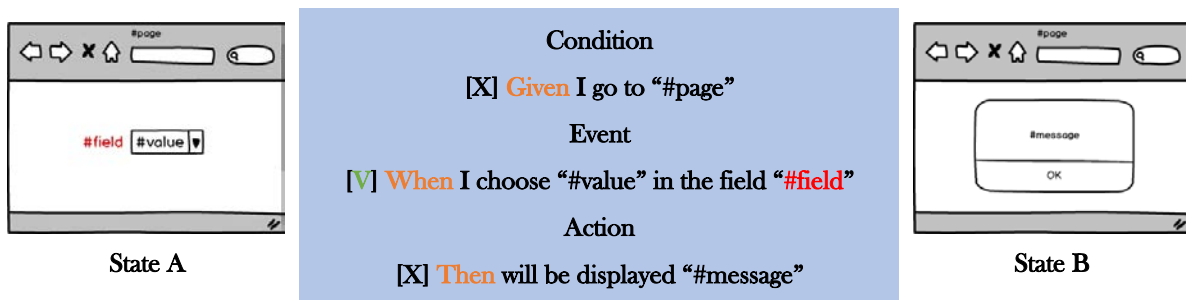 #page
#field #value
State A
Condition
[X] Given I go to “#page”
Event
[V] When I choose “#value” in the field “#field”
Action
[X] Then will be displayed “#message”
#page
#message
OK
State B